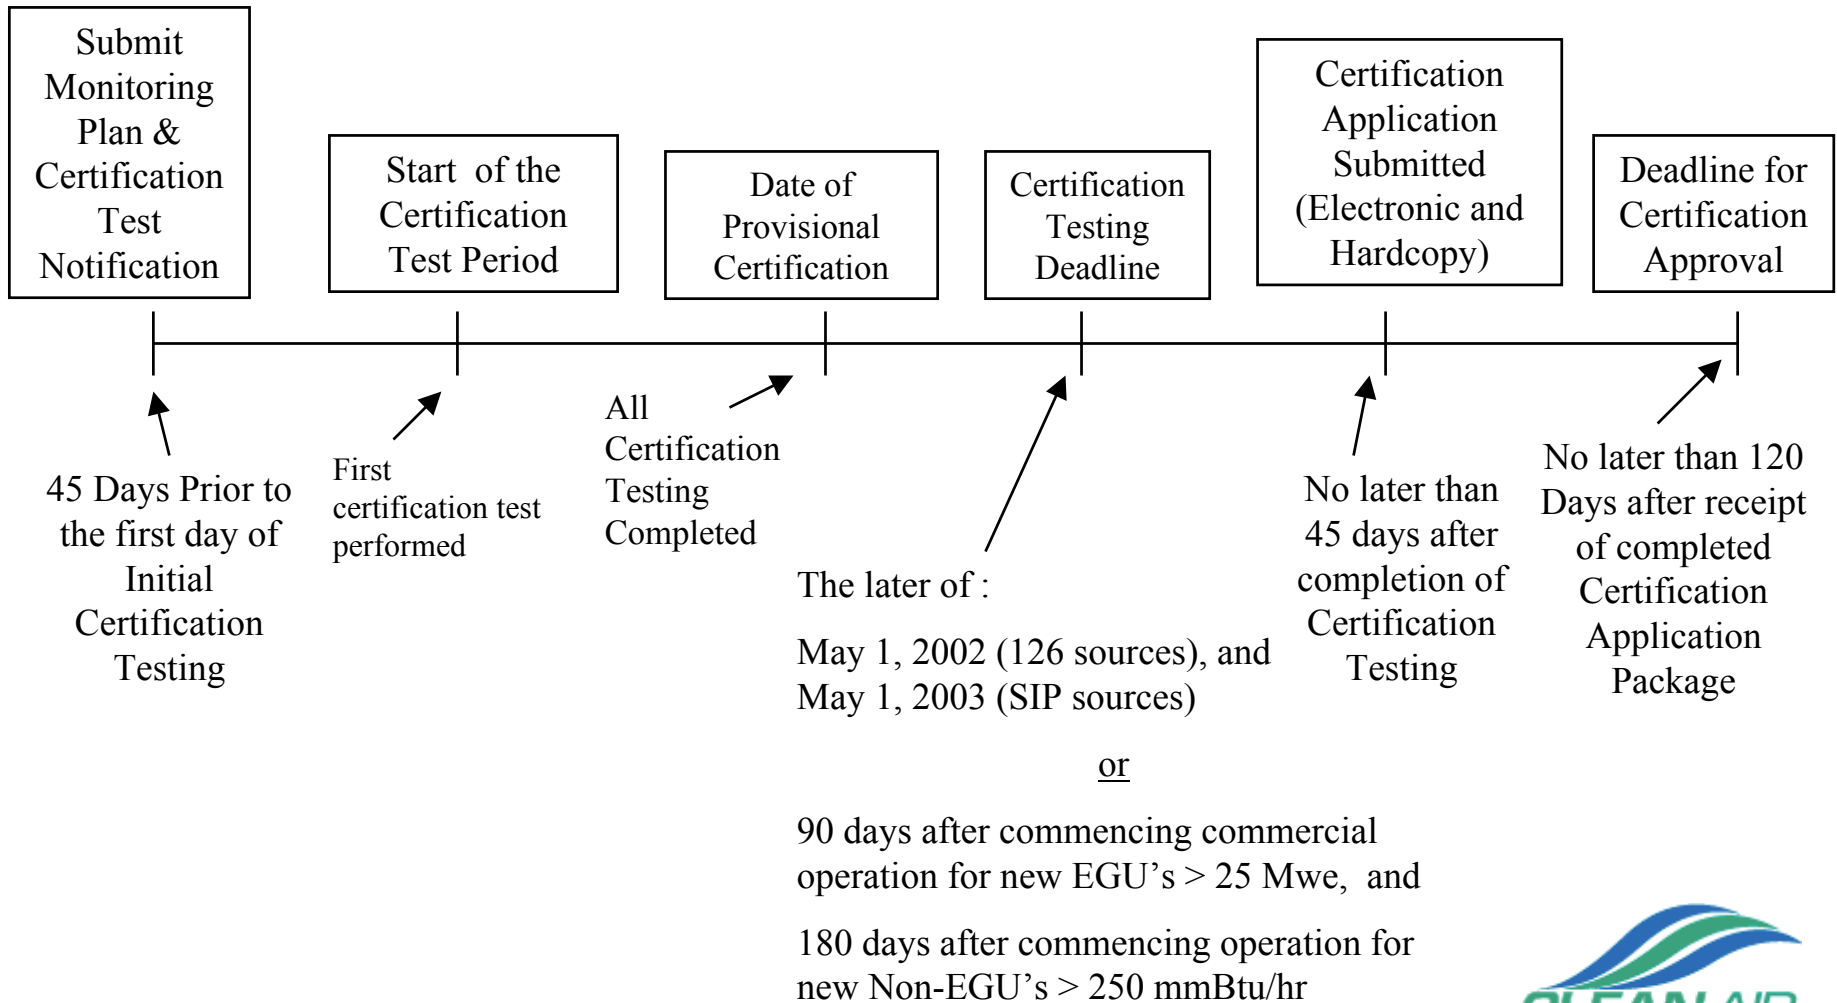 Submit
Monitoring
Plan &
Certification
Test
Notification
Start of the
Certification
Test Period
Date of
Provisional
Certification
Certification
Testing
Deadline
Certification
Application
Submitted
(Electronic and
Hardcopy)
Deadline for
Certification
Approval
45 Days Prior to
the first day of
Initial
Certification
Testing
First
certification test
performed
All
Certification
Testing
Completed
The later of :
May 1, 2002 (126 sources), and
May 1, 2003 (SIP sources)
or
90 days after commencing commercial
operation for new EGU's > 25 Mwe, and
180 days after commencing operation for
new Non-EGU's > 250 mmBtu/hr
No later than
45 days after
completion of
Certification
Testing
No later than 120
Days after receipt
of completed
Certification
Application
Package
CLEAN AIR